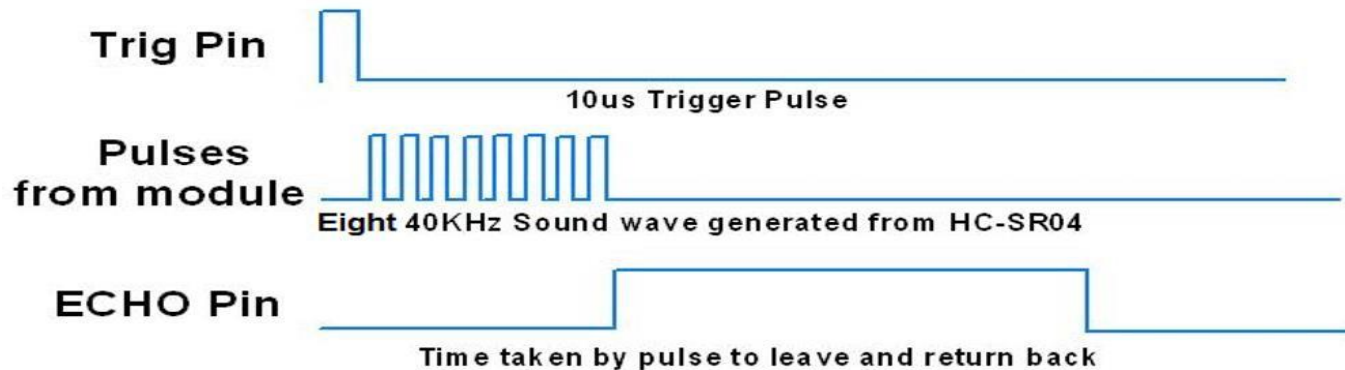 Trig Pin
10us Trigger Pulse
Pulses
from module
Eight 40KHz Sound wave generated from HC-SR04
ECHO Pin
Time taken by pulse to leave and return back